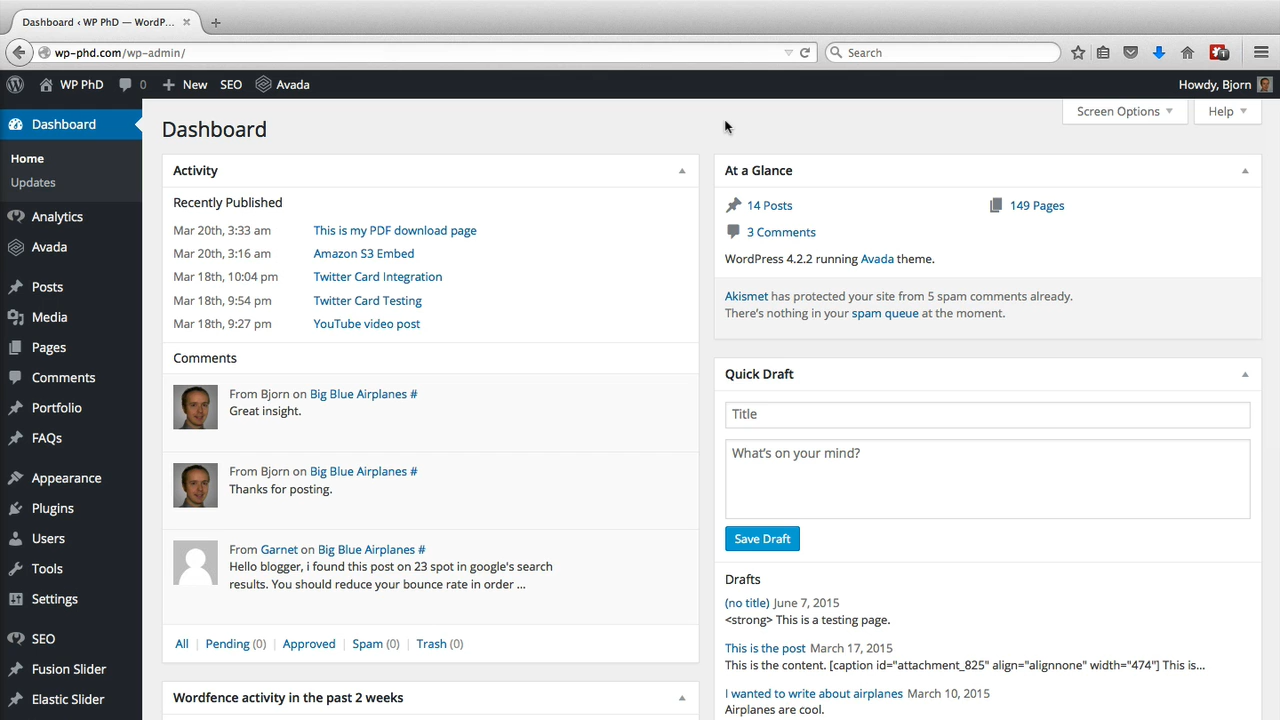 Dashboard ‹ WP PhD — WordP...
wp-phd.com/wp-admin/
Search
1
WP PhD
0
New
SEO
Avada
Howdy, Bjorn
Dashboard
Home
Updates
Analytics
Avada
Posts
Media
Pages
Comments
Portfolio
FAQs
Appearance
Plugins
Users
Tools
Settings
SEO
Fusion Slider
Elastic Slider
Screen Options
Help
Dashboard
Activity
Recently Published
Mar 20th, 3:33 am This is my PDF download page
Mar 20th, 3:16 am Amazon S3 Embed
Mar 18th, 10:04 pm Twitter Card Integration
Mar 18th, 9:54 pm Twitter Card Testing
Mar 18th, 9:27 pm YouTube video post
Comments
From Bjorn on Big Blue Airplanes #
Great insight.
From Bjorn on Big Blue Airplanes #
Thanks for posting.
From Garnet on Big Blue Airplanes #
Hello blogger, i found this post on 23 spot in google's search
results. You should reduce your bounce rate in order ...
All | Pending (0) | Approved | Spam (0) | Trash (0)
Wordfence activity in the past 2 weeks
At a Glance
14 Posts
149 Pages
3 Comments
WordPress 4.2.2 running Avada theme.
Akismet has protected your site from 5 spam comments already.
There's nothing in your spam queue at the moment.
Quick Draft
Title
What's on your mind?
Save Draft
Drafts
(no title) June 7, 2015
<strong> This is a testing page.
This is the post March 17, 2015
This is the content. [caption id="attachment_825" align="alignnone" width="474"] This is...
I wanted to write about airplanes March 10, 2015
Airplanes are cool.